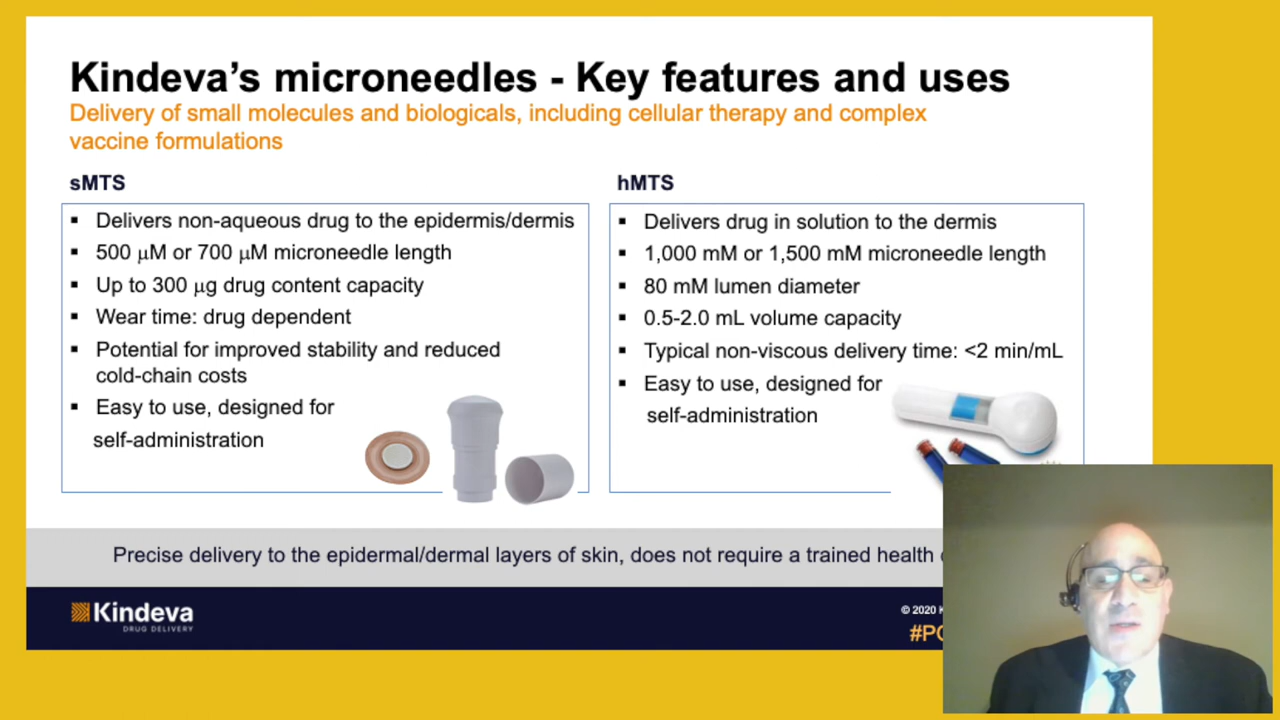 Kindeva’s microneedles - Key features and uses
Delivery of small molecules and biologicals, including cellular therapy and complex
vaccine formulations
sMTS
▪ Delivers non-aqueous drug to the epidermis/dermis
▪ 500 μM or 700 μM microneedle length
▪ Up to 300 μg drug content capacity
▪ Wear time: drug dependent
▪ Potential for improved stability and reduced
cold-chain costs
▪ Easy to use, designed for
self-administration
hMTS
▪ Delivers drug in solution to the dermis
▪ 1,000 mM or 1,500 mM microneedle length
▪ 80 mM lumen diameter
▪ 0.5-2.0 mL volume capacity
▪ Typical non-viscous delivery time: <2 min/mL
▪ Easy to use, designed for
self-administration
Precise delivery to the epidermal/dermal layers of skin, does not require a trained health
Kindeva
DRUG DELIVERY
© 2020